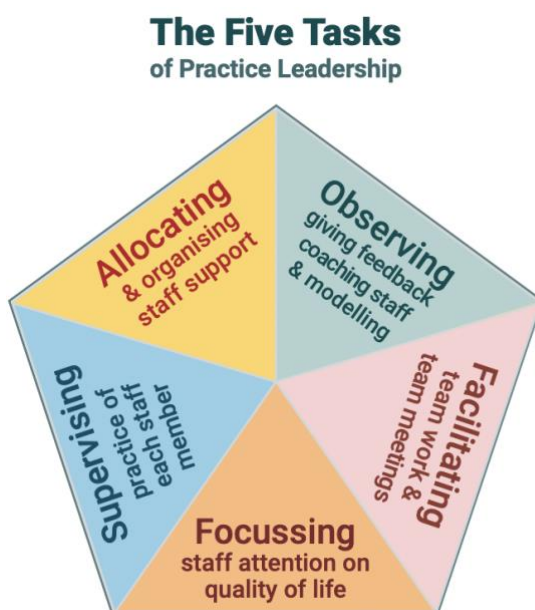 The Five Tasks
of Practice Leadership
Allocating
& organising
staff support
Observing
giving feedback
coaching staff
& modelling
Supervising
practice of
each staff
member
Facilitating
team work &
team meetings
Focussing
staff attention on
quality of life